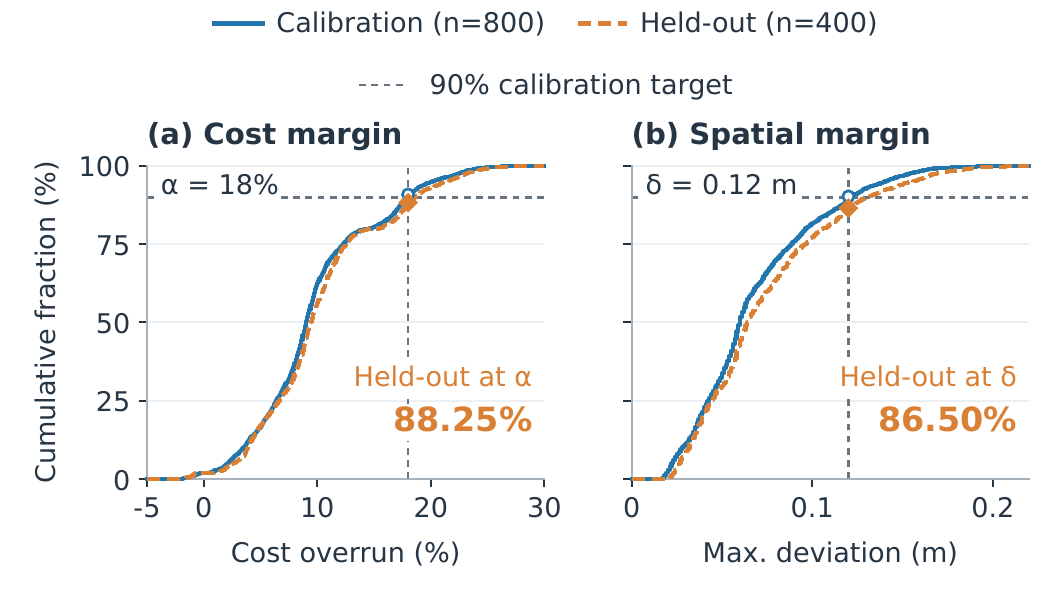 Calibration (n=800) Held-out (n=400)
90% calibration target
(a) Cost margin
Cumulative fraction (%)
100
75
50
25
0
α = 18%
Held-out at α
88.25%
-5 0 10 20 30
Cost overrun (%)
(b) Spatial margin
δ = 0.12 m
Held-out at δ
86.50%
0 0.1 0.2
Max. deviation (m)